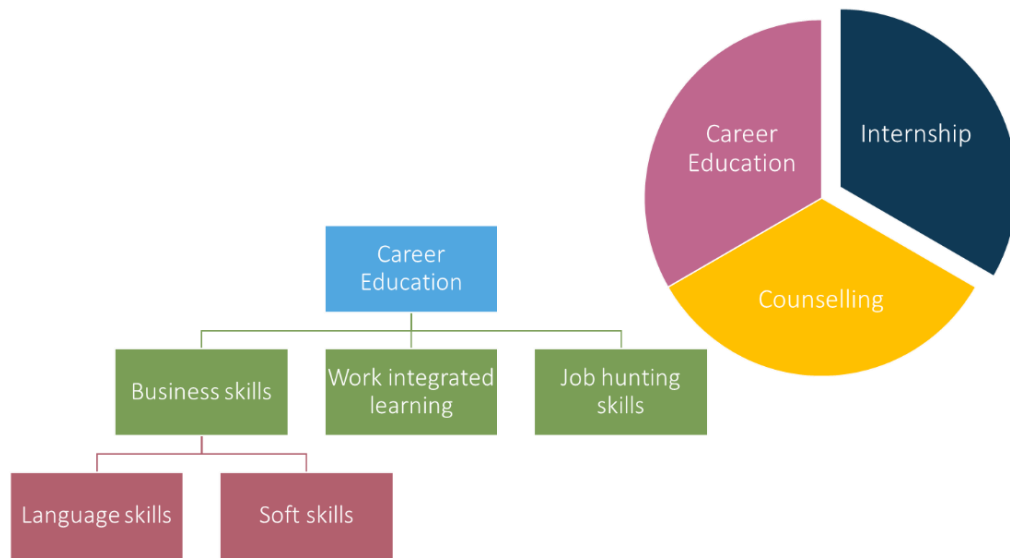 Career
Education
Internship
Counselling
Career
Education
Business skills
Work integrated
learning
Job hunting
skills
Language skills
Soft skills